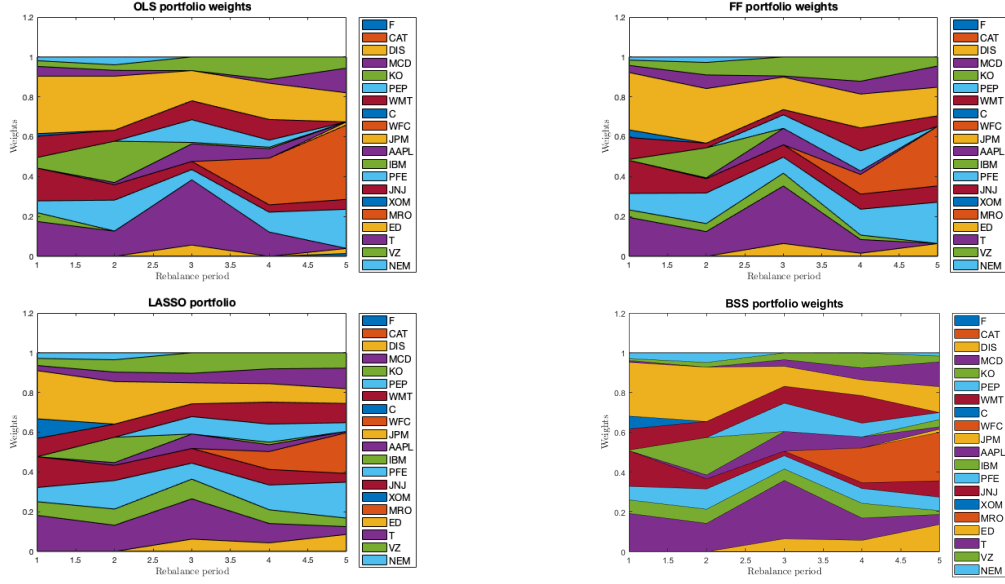 OLS portfolio weights
1.2
1
0.8
0.6
0.4
0.2
0
Weights
1
1.5
2
2.5
3
3.5
4
4.5
5
Rebalance period
F
CAT
DIS
MCD
KO
PEP
WMT
C
WFC
JPM
AAPL
IBM
PFE
JNJ
XOM
MRO
ED
T
VZ
NEM
FF portfolio weights
1.2
1
0.8
0.6
0.4
0.2
0
Weights
1
1.5
2
2.5
3
3.5
4
4.5
5
Rebalance period
F
CAT
DIS
MCD
KO
PEP
WMT
C
WFC
JPM
AAPL
IBM
PFE
JNJ
XOM
MRO
ED
T
VZ
NEM
LASSO portfolio
1.2
1
0.8
0.6
0.4
0.2
0
Weights
1
1.5
2
2.5
3
3.5
4
4.5
5
Rebalance period
F
CAT
DIS
MCD
KO
PEP
WMT
C
WFC
JPM
AAPL
IBM
PFE
JNJ
XOM
MRO
ED
T
VZ
NEM
BSS portfolio weights
1.2
1
0.8
0.6
0.4
0.2
0
Weights
1
1.5
2
2.5
3
3.5
4
4.5
5
Rebalance period
F
CAT
DIS
MCD
KO
PEP
WMT
C
WFC
JPM
AAPL
IBM
PFE
JNJ
XOM
MRO
ED
T
VZ
NEM